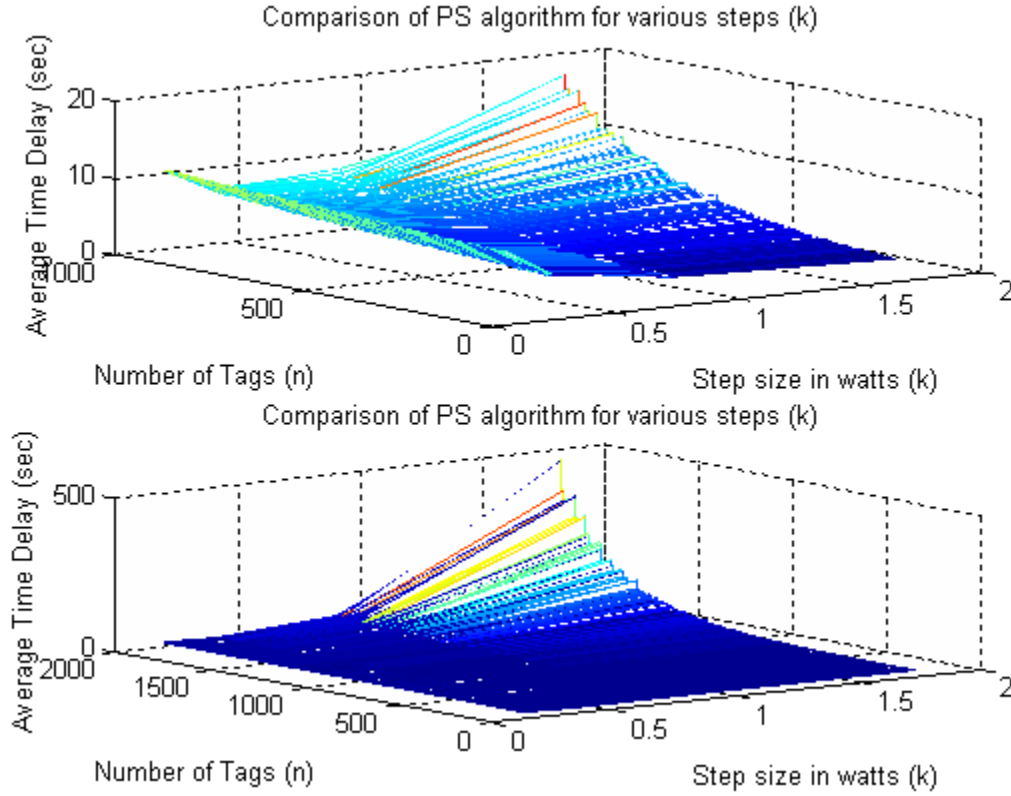 Comparison of PS algorithm for various steps (k)
Average Time Delay (sec)
20
10
0
1000
500
0
0
0.5
1
1.5
2
Number of Tags (n)
Step size in watts (k)
Comparison of PS algorithm for various steps (k)
Average Time Delay (sec)
500
0
2000
1500
1000
500
0
0
0.5
1
1.5
2
Number of Tags (n)
Step size in watts (k)